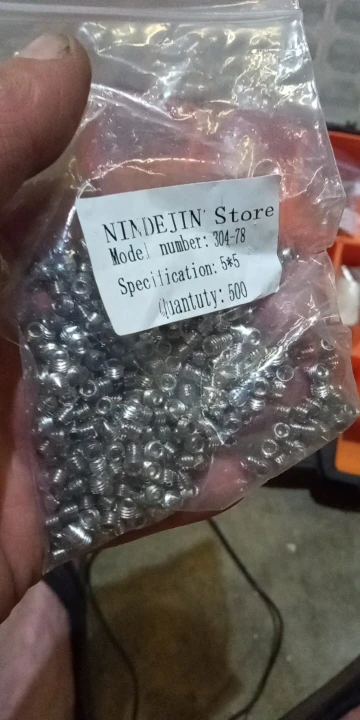 NINDEJIN Store
Model number: 304-78
Specification: 5*5
Quantuty: 500